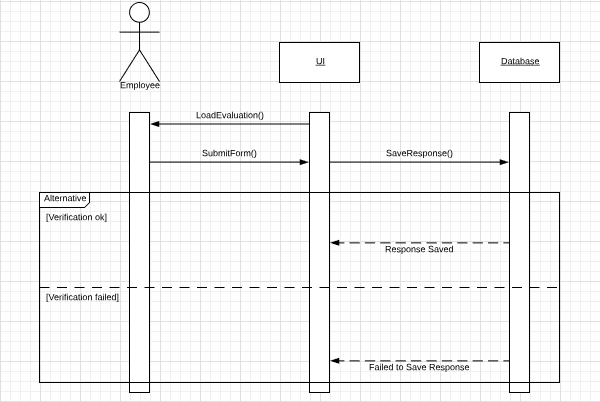 Employee
UI
Database
LoadEvaluation()
SubmitForm()
SaveResponse()
Alternative
[Verification ok]
Response Saved
[Verification failed]
Failed to Save Response